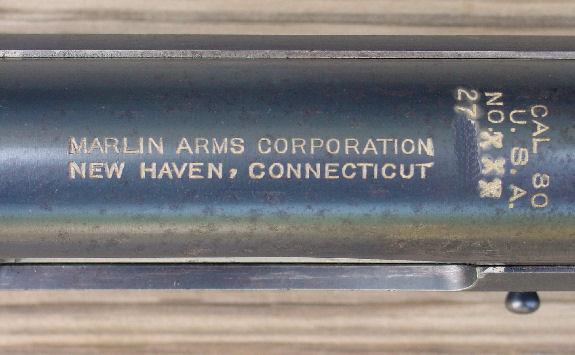 MARLIN ARMS CORPORATION
NEW HAVEN, CONNECTICUT
CAL 30
U. S. A.
NO. XXX
27